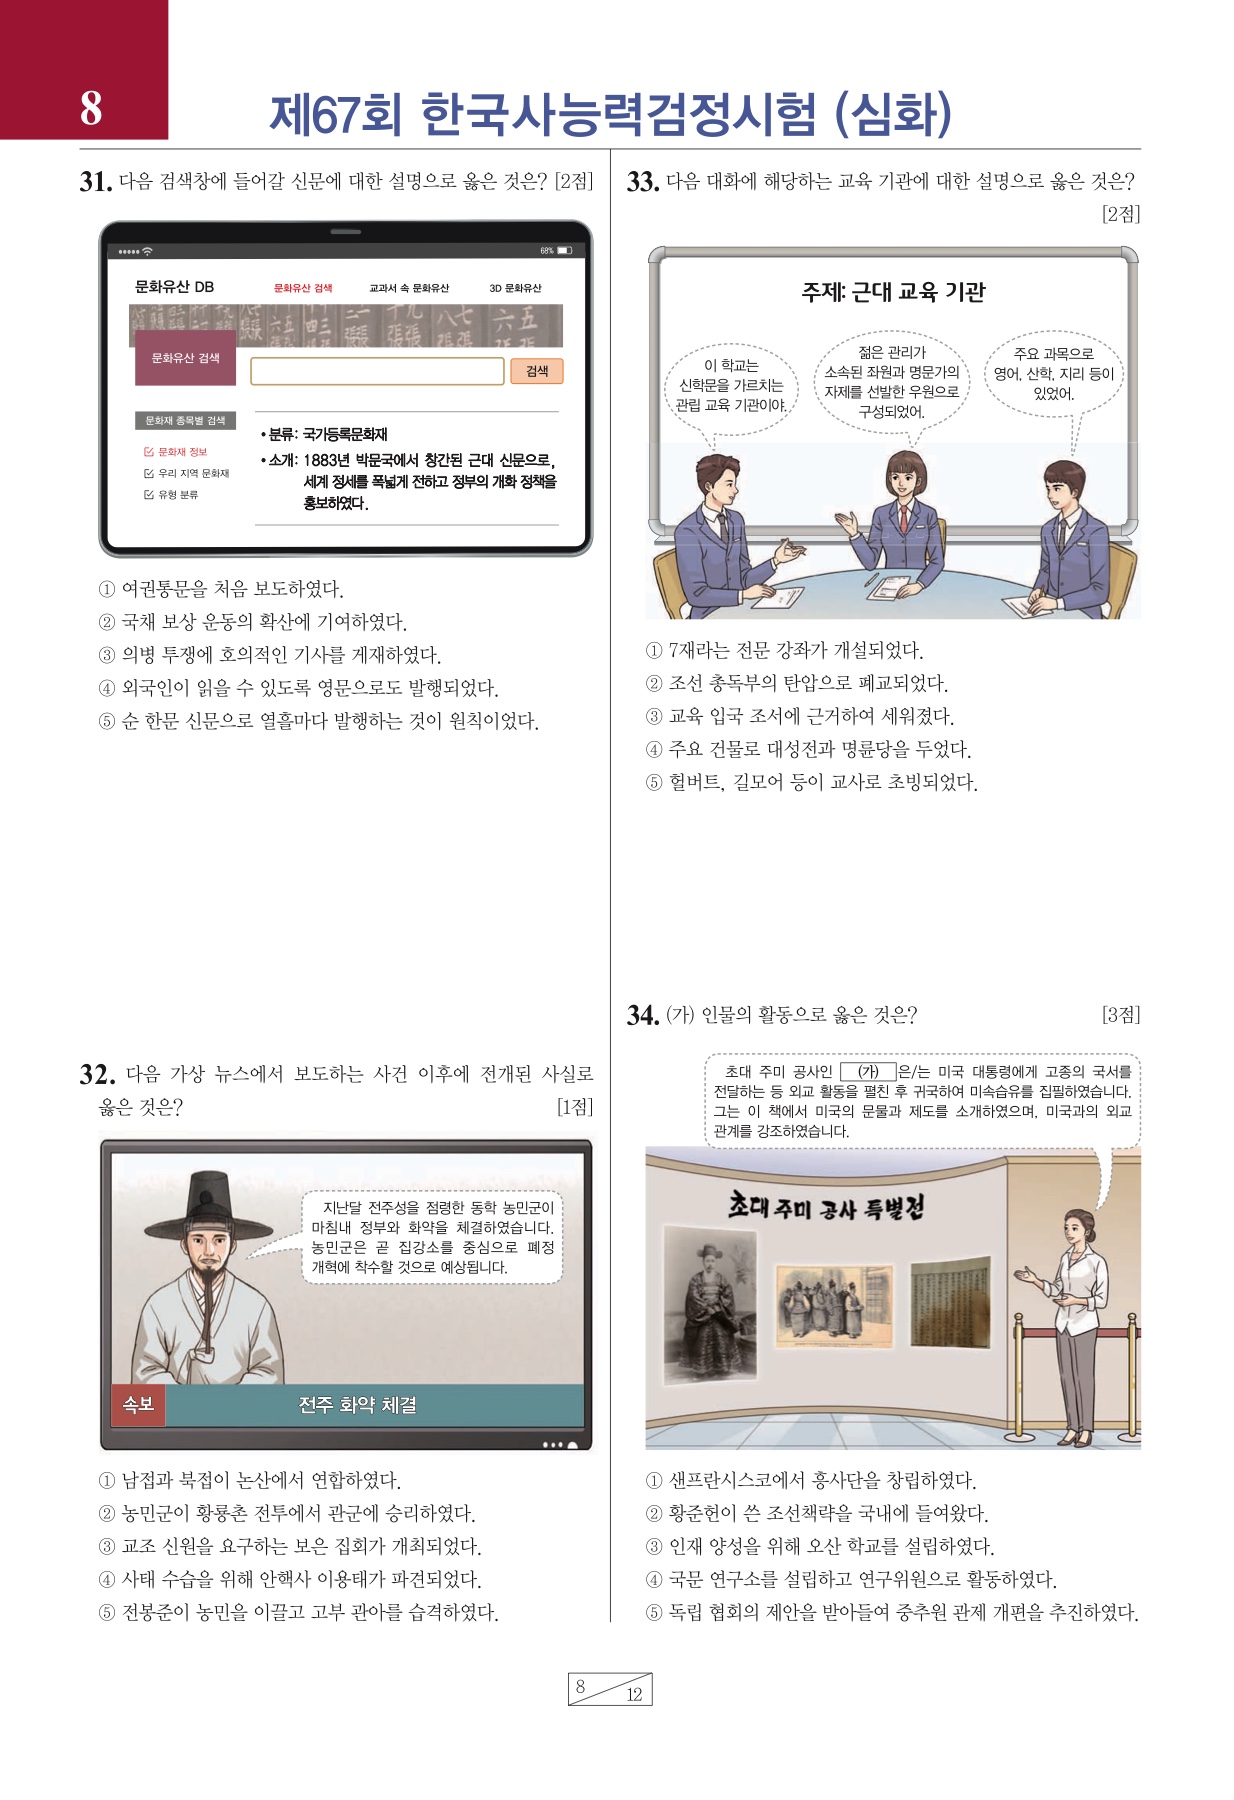 8
제67회 한국사능력검정시험 (심화)
31. 다음 검색창에 들어갈 신문에 대한 설명으로 옳은 것은? [2점]
68%
문화유산 DB
문화유산 검색 교과서 속 문화유산 3D 문화유산
문화유산 검색
검색
문화재 종목별 검색
문화재 정보
우리 지역 문화재
유형 분류
• 분류: 국가등록문화재
• 소개: 1883년 박문국에서 창간된 근대 신문으로,
세계 정세를 폭넓게 전하고 정부의 개화 정책을
홍보하였다.
① 여권통문을 처음 보도하였다.
② 국채 보상 운동의 확산에 기여하였다.
③ 의병 투쟁에 호의적인 기사를 게재하였다.
④ 외국인이 읽을 수 있도록 영문으로도 발행되었다.
⑤ 순 한문 신문으로 열흘마다 발행하는 것이 원칙이었다.
32. 다음 가상 뉴스에서 보도하는 사건 이후에 전개된 사실로
옳은 것은? [1점]
지난달 전주성을 점령한 동학 농민군이
마침내 정부와 화약을 체결하였습니다.
농민군은 곧 집강소를 중심으로 폐정
개혁에 착수할 것으로 예상됩니다.
속보 전주 화약 체결
① 남접과 북접이 논산에서 연합하였다.
② 농민군이 황룡촌 전투에서 관군에 승리하였다.
③ 교조 신원을 요구하는 보은 집회가 개최되었다.
④ 사태 수습을 위해 안핵사 이용태가 파견되었다.
⑤ 전봉준이 농민을 이끌고 고부 관아를 습격하였다.
33. 다음 대화에 해당하는 교육 기관에 대한 설명으로 옳은 것은?
[2점]
주제: 근대 교육 기관
이 학교는
신학문을 가르치는
관립 교육 기관이야.
젊은 관리가
소속된 좌원과 명문가의
자제를 선발한 우원으로
구성되었어.
주요 과목으로
영어, 산학, 지리 등이
있었어.
① 7재라는 전문 강좌가 개설되었다.
② 조선 총독부의 탄압으로 폐교되었다.
③ 교육 입국 조서에 근거하여 세워졌다.
④ 주요 건물로 대성전과 명륜당을 두었다.
⑤ 헐버트, 길모어 등이 교사로 초빙되었다.
34. (가) 인물의 활동으로 옳은 것은? [3점]
초대 주미 공사인 (가) 은/는 미국 대통령에게 고종의 국서를
전달하는 등 외교 활동을 펼친 후 귀국하여 미속습유를 집필하였습니다.
그는 이 책에서 미국의 문물과 제도를 소개하였으며, 미국과의 외교
관계를 강조하였습니다.
초대 주미 공사 특별전
① 샌프란시스코에서 흥사단을 창립하였다.
② 황준헌이 쓴 조선책략을 국내에 들여왔다.
③ 인재 양성을 위해 오산 학교를 설립하였다.
④ 국문 연구소를 설립하고 연구위원으로 활동하였다.
⑤ 독립 협회의 제안을 받아들여 중추원 관제 개편을 추진하였다.
8
12